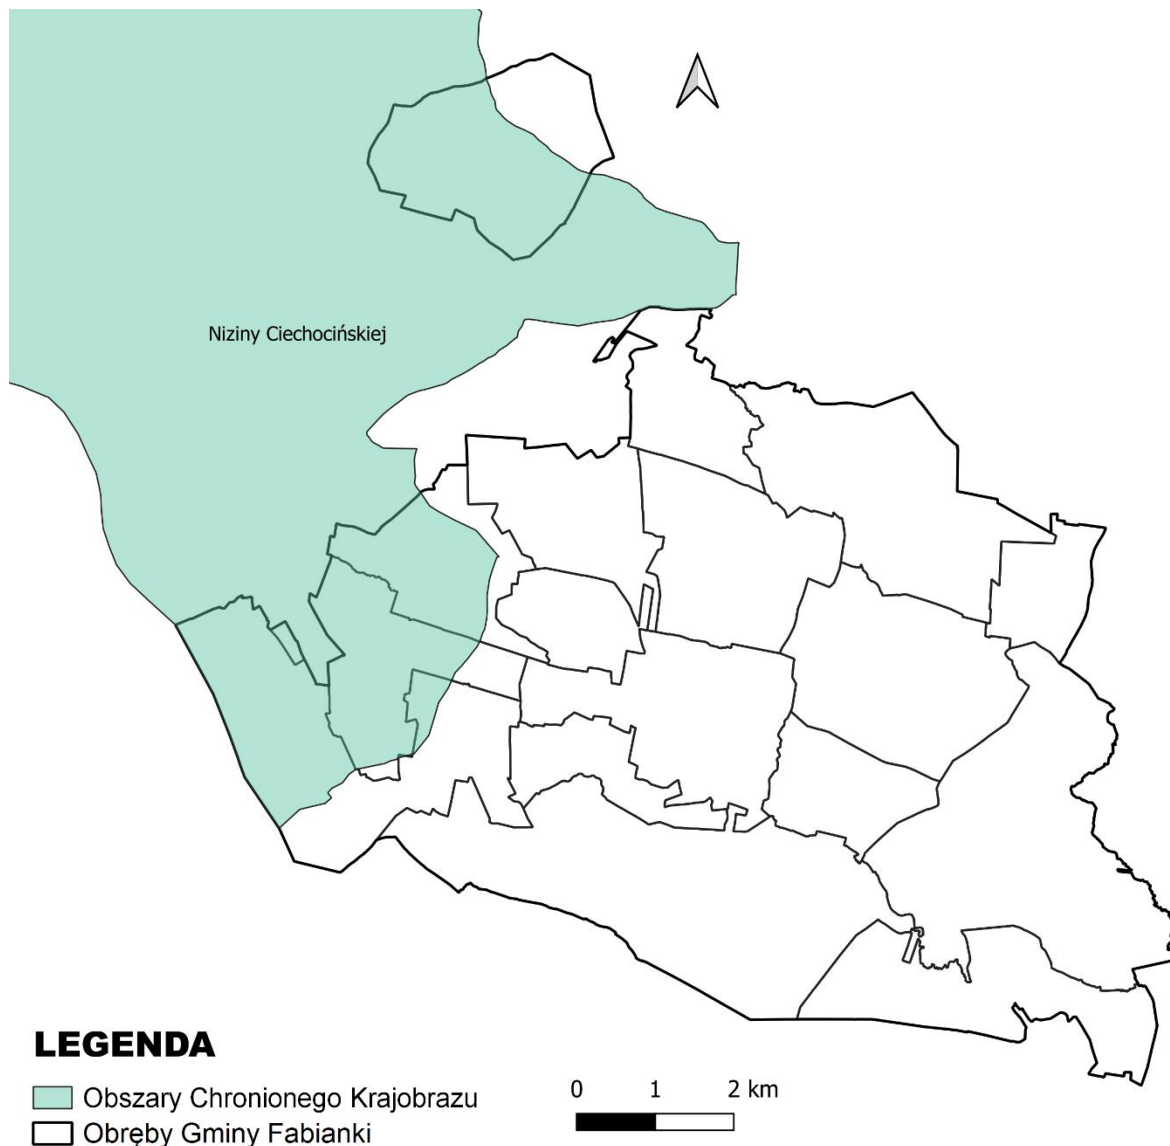 Niziny Ciechocińskiej
LEGENDA
Obszary Chronionego Krajobrazu
Obręby Gminy Fabianki
0 1 2 km